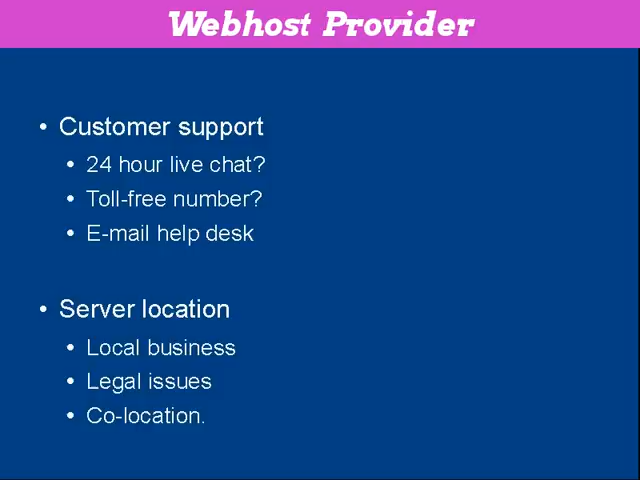 Webhost Provider
• Customer support
• 24 hour live chat?
• Toll-free number?
• E-mail help desk
• Server location
• Local business
• Legal issues
• Co-location.